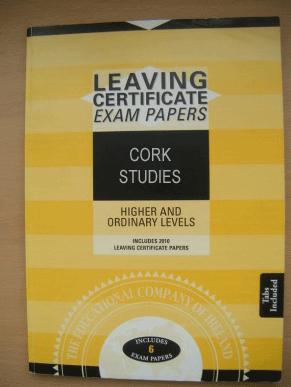 LEAVING
CERTIFICATE
EXAM PAPERS
CORK
STUDIES
HIGHER AND
ORDINARY LEVELS
INCLUDES 2010
LEAVING CERTIFICATE PAPERS
Tabs
Included
THE EDUCATIONAL COMPANY OF IRELAND
INCLUDES
6
EXAM PAPERS